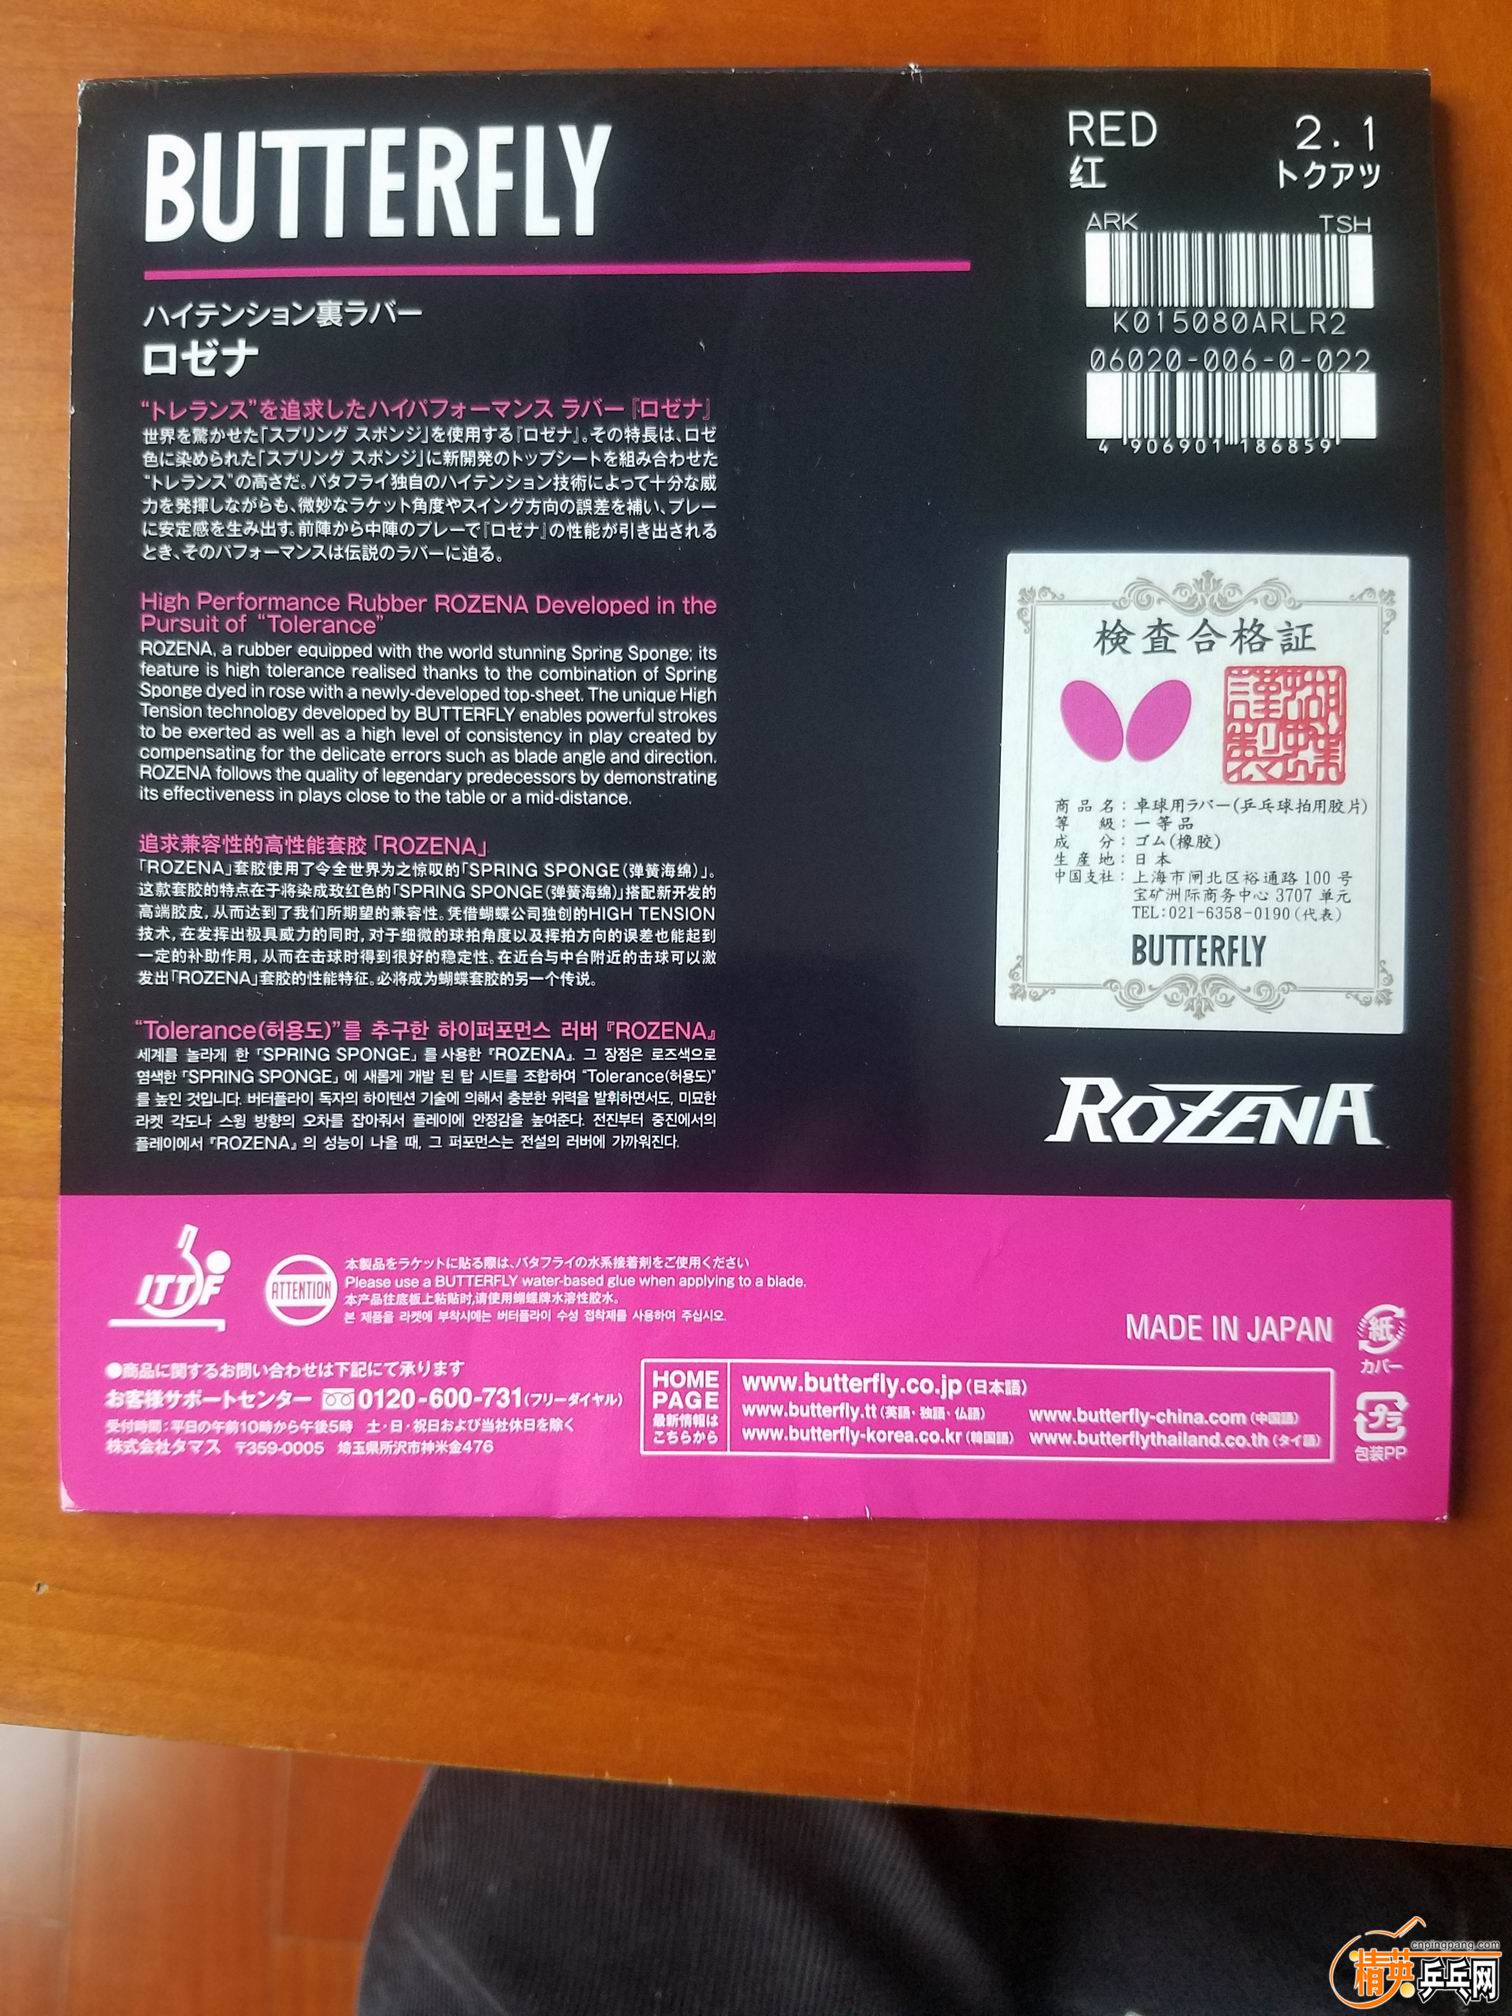 BUTTERFLY
RED 2.1
红 トクアツ
ARK TSH
K015080ARLR2
06020-006-0-022
4 906901 186859
ハイテンション裏ラバー
ロゼナ
“トレランス”を追求したハイパフォーマンス ラバー『ロゼナ』
世界を驚かせた「スプリング スポンジ」を使用する『ロゼナ』。その特長は、ロゼ
色に染められた「スプリング スポンジ」に新開発のトップシートを組み合わせた
“トレランス”の高さだ。バタフライ独自のハイテンション技術によって十分な威
力を発揮しながらも、微妙なラケット角度やスイング方向の誤差を補い、プレー
に安定感を生み出す。前陣から中陣のプレーで『ロゼナ』の性能が引き出される
とき、そのパフォーマンスは伝説のラバーに迫る。
High Performance Rubber ROZENA Developed in the
Pursuit of “Tolerance”
ROZENA, a rubber equipped with the world stunning Spring Sponge; its
feature is high tolerance realised thanks to the combination of Spring
Sponge dyed in rose with a newly-developed top-sheet. The unique High
Tension technology developed by BUTTERFLY enables powerful strokes
to be exerted as well as a high level of consistency in play created by
compensating for the delicate errors such as blade angle and direction.
ROZENA follows the quality of legendary predecessors by demonstrating
its effectiveness in plays close to the table or a mid-distance.
追求兼容性的高性能套胶「ROZENA」
「ROZENA」套胶使用了令全世界为之惊叹的「SPRING SPONGE(弹簧海绵)」。
这款套胶的特点在于将染成玫红色的「SPRING SPONGE(弹簧海绵)」搭配新开发的
高端胶皮,从而达到了我们所期望的兼容性。凭借蝴蝶公司独创的HIGH TENSION
技术,在发挥出极具威力的同时,对于细微的球拍角度以及挥拍方向的误差也能起到
一定的补助作用,从而在击球时得到很好的稳定性。在近台与中台附近的击球可以激
发出「ROZENA」套胶的性能特征。必将成为蝴蝶套胶的另一个传说。
“Tolerance(허용도)”를 추구한 하이퍼포먼스 러버 『ROZENA』
세계를 놀라게 한 「SPRING SPONGE」 를 사용한 『ROZENA』. 그 장점은 로즈색으로
염색한 「SPRING SPONGE」 에 새롭게 개발 된 탑 시트를 조합하여 “Tolerance(허용도)”
를 높인 것입니다. 버터플라이 독자의 하이텐션 기술에 의해서 충분한 위력을 발휘하면서도, 미묘한
라켓 각도나 스윙 방향의 오차를 잡아줘서 플레이에 안정감을 높여준다. 전진부터 중진에서의
플레이에서 『ROZENA』 의 성능이 나올 때, 그 퍼포먼스는 전설의 러버에 가까워진다.
検査合格証
謹製 蝴蝶
商品名：卓球用ラバー(乒乓球拍用胶片)
等級：一等品
成分：ゴム(橡胶)
生産地：日本
中国支社：上海市闸北区裕通路 100 号
宝矿洲际商务中心 3707 单元
TEL:021-6358-0190(代表)
BUTTERFLY
ROZENA
ITTF
ATTENTION
本製品をラケットに貼る際は、バタフライの水系接着剤をご使用ください
Please use a BUTTERFLY water-based glue when applying to a blade.
本产品往底板上粘贴时,请使用蝴蝶牌水溶性胶水。
본 제품을 라켓에 부착시에는 버터플라이 수성 접착제를 사용하여 주십시오.
MADE IN JAPAN
紙
カバー
プラ
包装PP
●商品に関するお問い合わせは下記にて承ります
お客様サポートセンター 0120-600-731(フリーダイヤル)
受付時間：平日の午前10時から午後5時 土・日・祝日および当社休日を除く
株式会社タマス 〒359-0005 埼玉県所沢市神米金476
HOME
PAGE
最新情報は
こちらから
www.butterfly.co.jp(日本語)
www.butterfly.tt(英語・独語・仏語) www.butterfly-china.com(中国語)
www.butterfly-korea.co.kr(韓国語) www.butterflythailand.co.th(タイ語)
cnpingpang.com
精英乒乓网